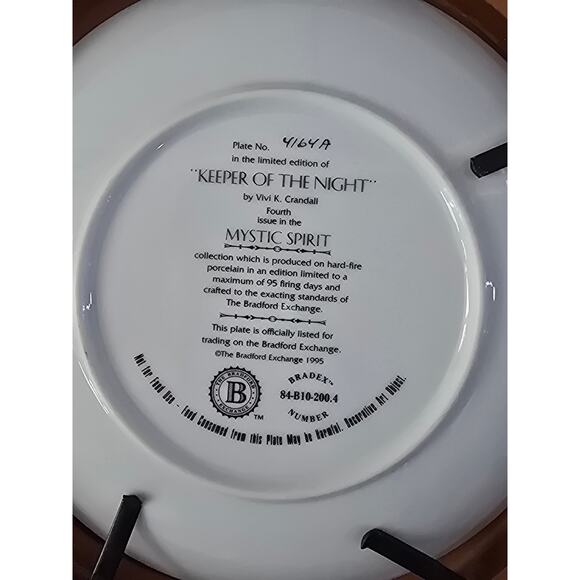 Plate No. 4164A
in the limited edition of
"KEEPER OF THE NIGHT"
by Vivi K. Crandall
Fourth
issue in the
MYSTIC SPIRIT
collection which is produced on hard-fire
porcelain in an edition limited to a
maximum of 95 firing days and
crafted to the exacting standards of
The Bradford Exchange.
This plate is officially listed for
trading on the Bradford Exchange.
©The Bradford Exchange 1995
THE BRADFORD
B
EXCHANGE
TM
BRADEX™
84-B10-200.4
NUMBER
Not For Food Use - Food Consumed from this Plate May be Harmful. Decorative Art Object.